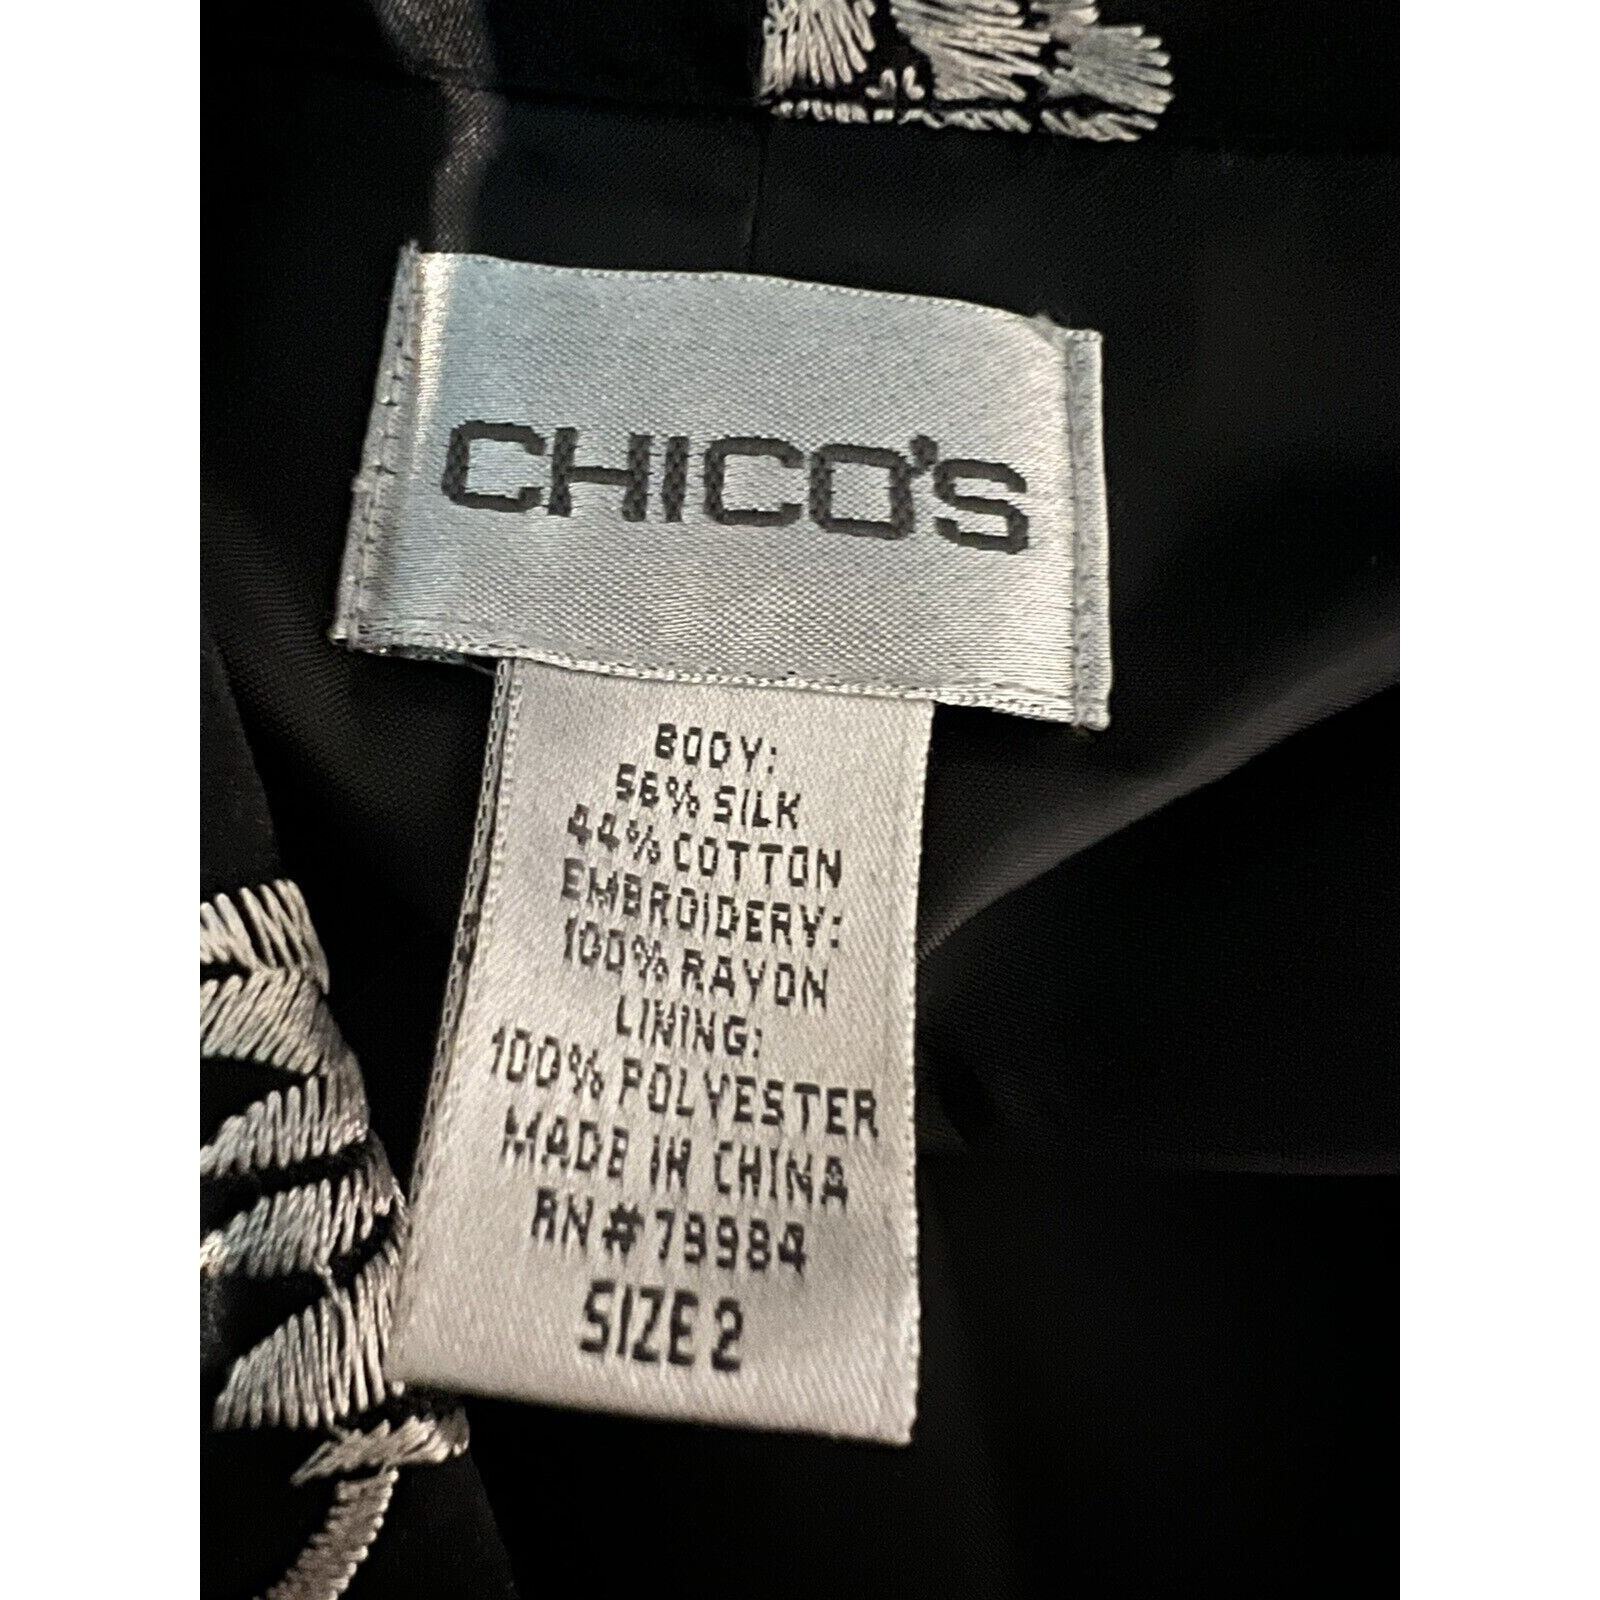 CHICO'S
BODY:
56% SILK
44% COTTON
EMBROIDERY:
100% RAYON
LINING:
100% POLYESTER
MADE IN CHINA
RN#79984
SIZE 2